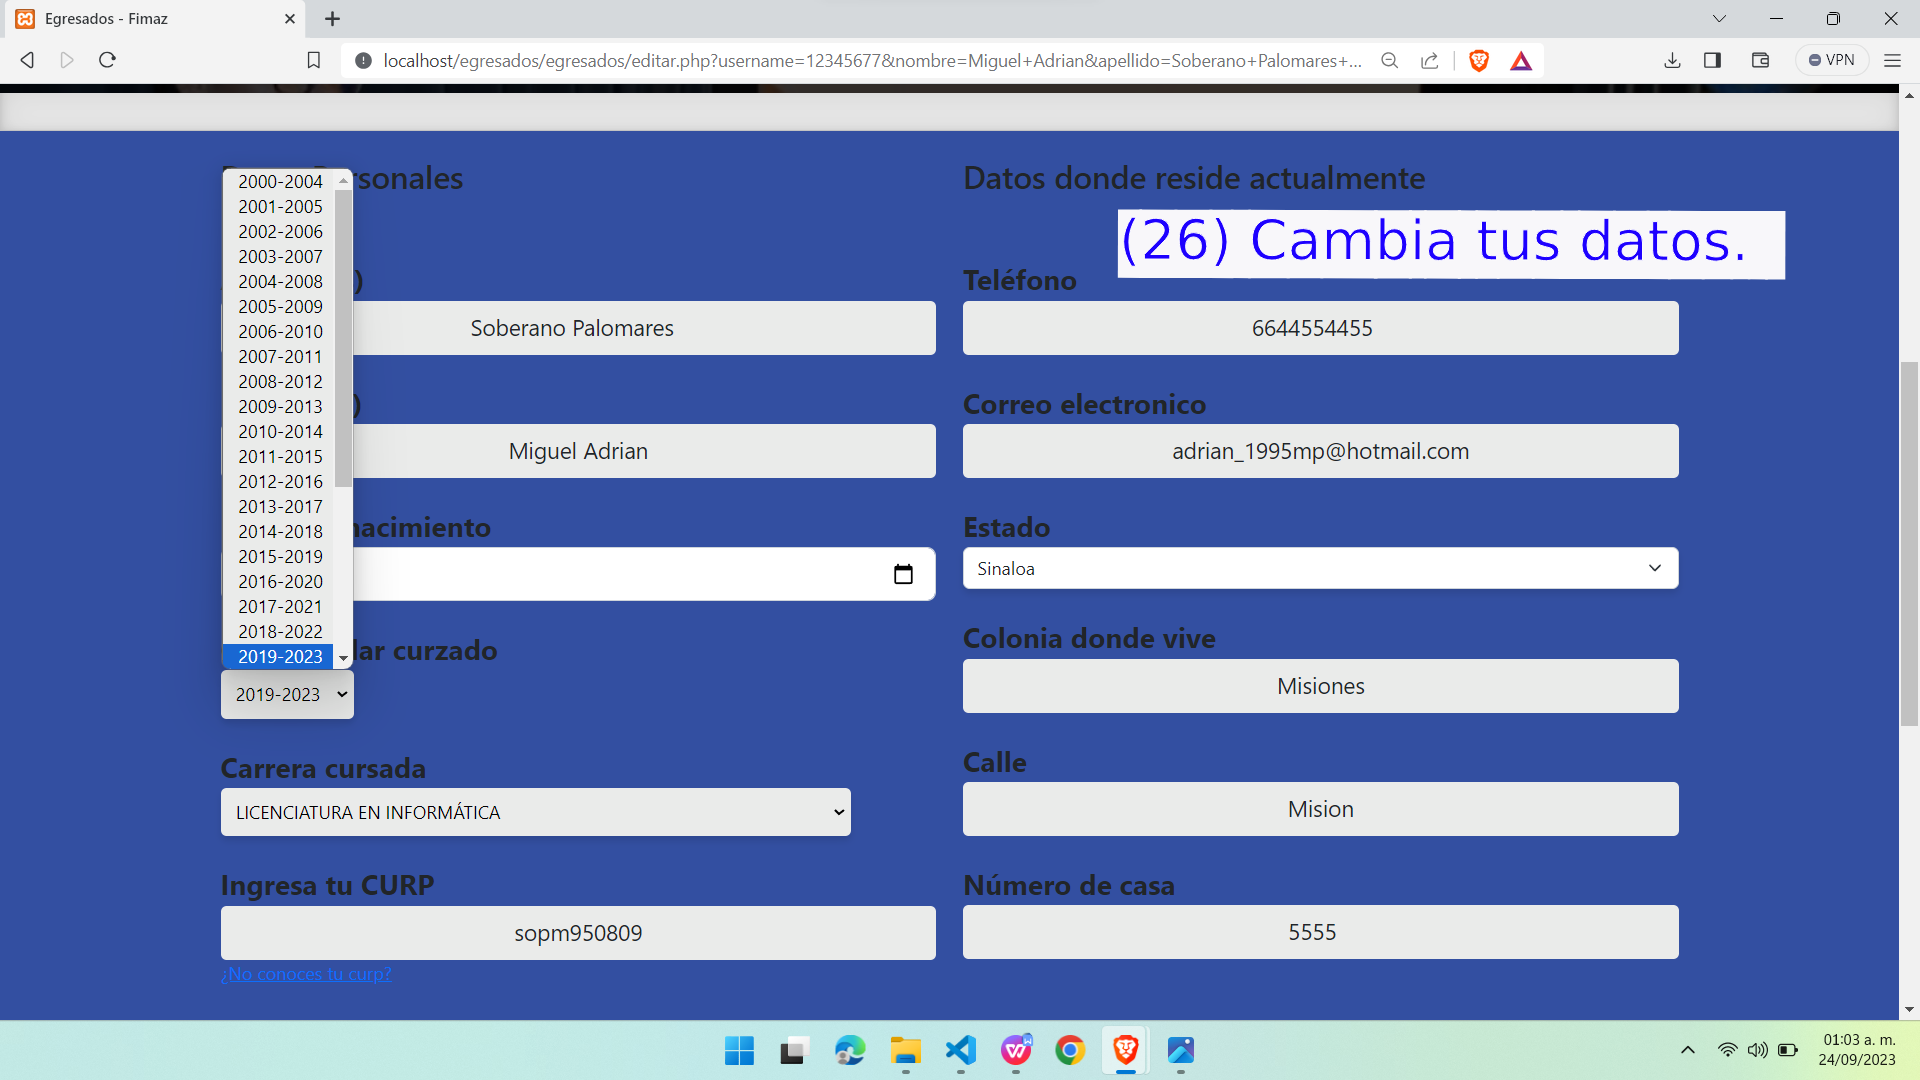 Egresados - Fimaz
localhost/egresados/egresados/editar.php?username=12345677&nombre=Miguel+Adrian&apellido=Soberano+Palomares+...
VPN
rsonales
2000-2004
2001-2005
2002-2006
2003-2007
2004-2008
2005-2009
2006-2010
2007-2011
2008-2012
2009-2013
2010-2014
2011-2015
2012-2016
2013-2017
2014-2018
2015-2019
2016-2020
2017-2021
2018-2022
2019-2023
)
Soberano Palomares
)
Miguel Adrian
nacimiento
lar curzado
2019-2023
Carrera cursada
LICENCIATURA EN INFORMÁTICA
Ingresa tu CURP
sopm950809
¿No conoces tu curp?
Datos donde reside actualmente
(26) Cambia tus datos.
Teléfono
6644554455
Correo electronico
adrian_1995mp@hotmail.com
Estado
Sinaloa
Colonia donde vive
Misiones
Calle
Mision
Número de casa
5555
01:03 a. m.
24/09/2023